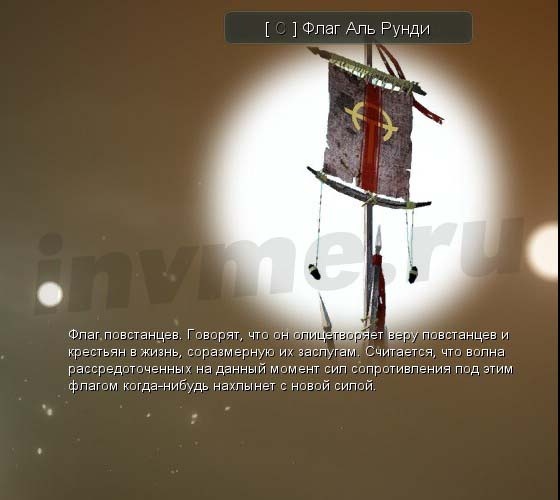 [ C ] Флаг Аль Рунди
invme.ru
Флаг повстанцев. Говорят, что он олицетворяет веру повстанцев и
крестьян в жизнь, соразмерную их заслугам. Считается, что волна
рассредоточенных на данный момент сил сопротивления под этим
флагом когда-нибудь нахлынет с новой силой.